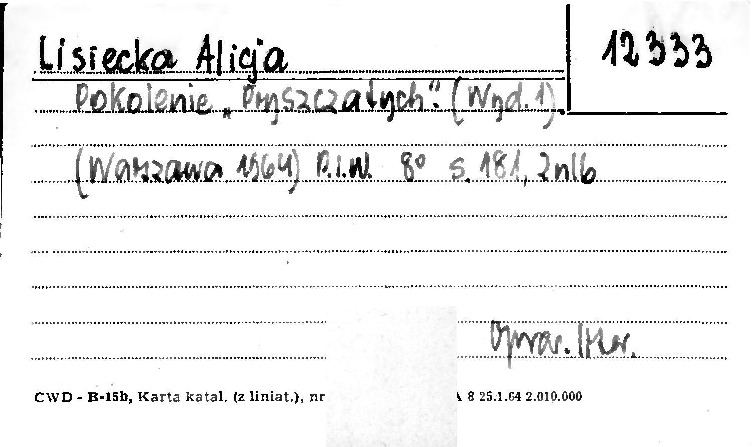 Lisiecka Alicja
12333
Pokolenie „Pryszczatych". (Wyd. 1).
(Warszawa 1964) P.I.W. 8° s. 181, 2nlb
Opraw.
CWD - B-15b, Karta katal. (z liniat.), nr
A 8 25.1.64 2.010.000